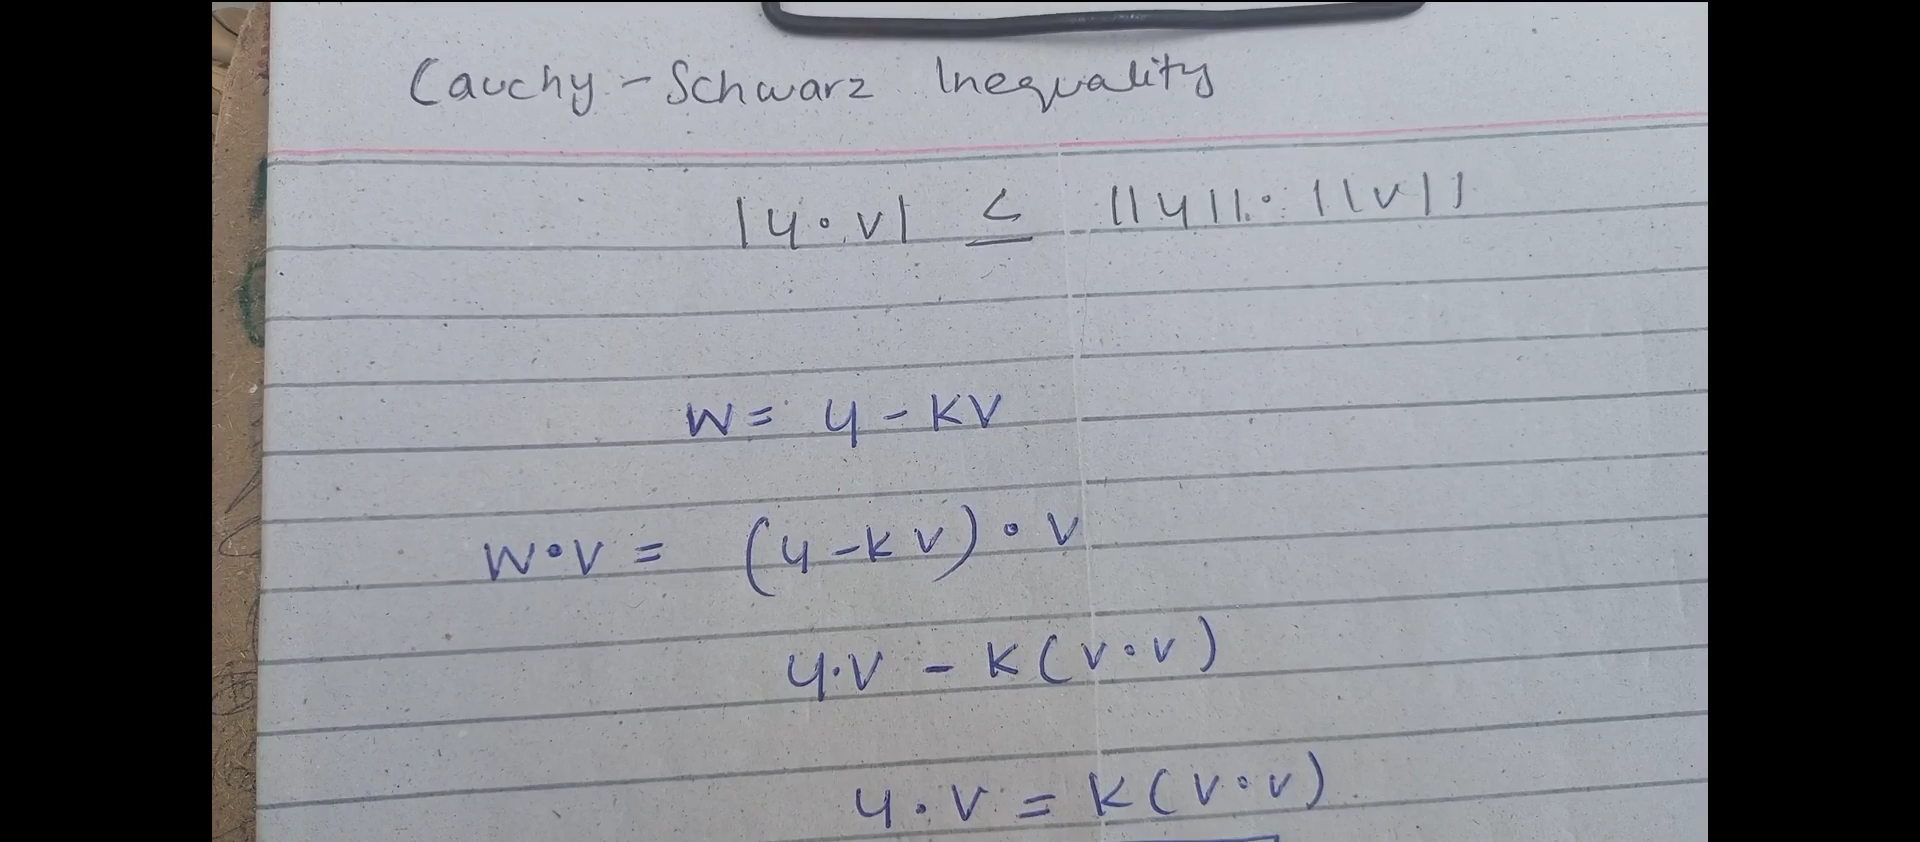 Cauchy - Schwarz Inequality
|u · v| ≤ ||u|| · ||v||
W = u - KV
W · V = (u - KV) · V
u · V - K(V · V)
u · V = K(V · V)